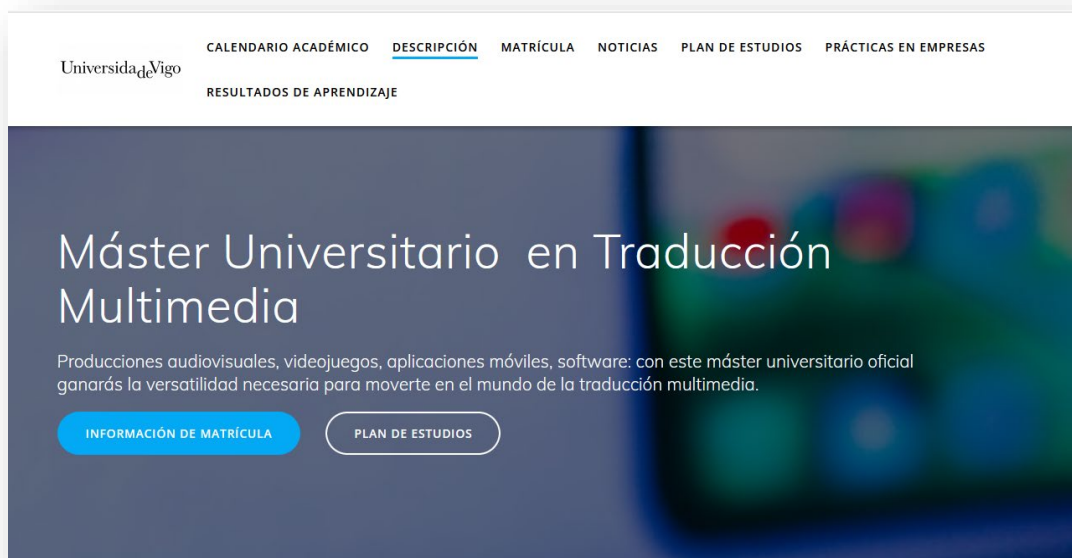 UniversidadeVigo
CALENDARIO ACADÉMICO DESCRIPCIÓN MATRÍCULA NOTICIAS PLAN DE ESTUDIOS PRÁCTICAS EN EMPRESAS
RESULTADOS DE APRENDIZAJE
Máster Universitario en Traducción
Multimedia
Producciones audiovisuales, videojuegos, aplicaciones móviles, software: con este máster universitario oficial
ganarás la versatilidad necesaria para moverte en el mundo de la traducción multimedia.
INFORMACIÓN DE MATRÍCULA PLAN DE ESTUDIOS